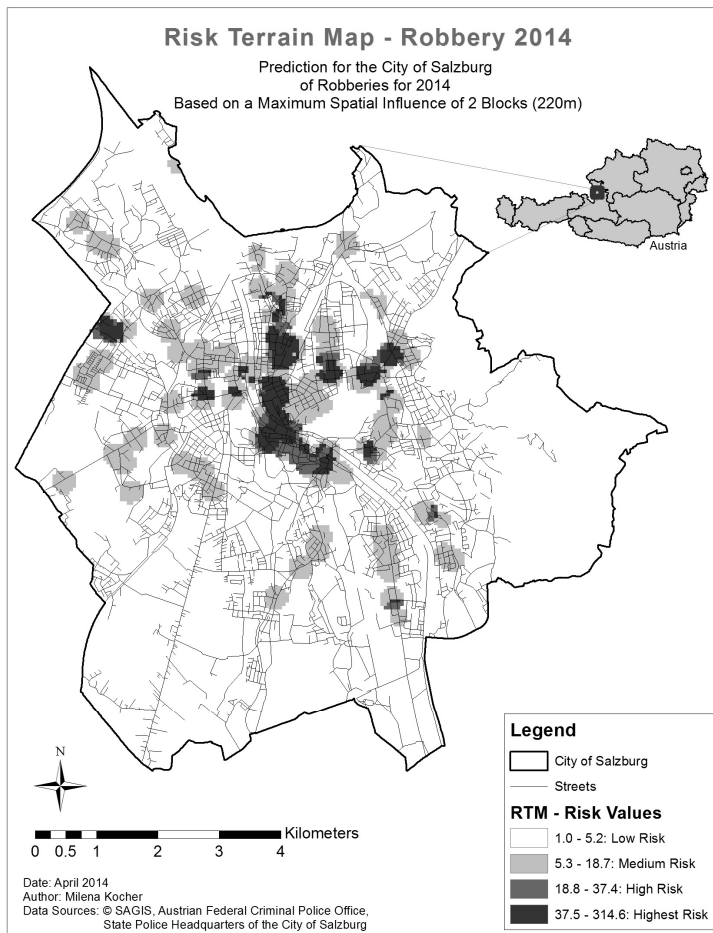 Risk Terrain Map - Robbery 2014
Prediction for the City of Salzburg
of Robberies for 2014
Based on a Maximum Spatial Influence of 2 Blocks (220m)
Austria
N
Kilometers
0 0.5 1 2 3 4
Date: April 2014
Author: Milena Kocher
Data Sources: © SAGIS, Austrian Federal Criminal Police Office,
State Police Headquarters of the City of Salzburg
Legend
City of Salzburg
Streets
RTM - Risk Values
1.0 - 5.2: Low Risk
5.3 - 18.7: Medium Risk
18.8 - 37.4: High Risk
37.5 - 314.6: Highest Risk